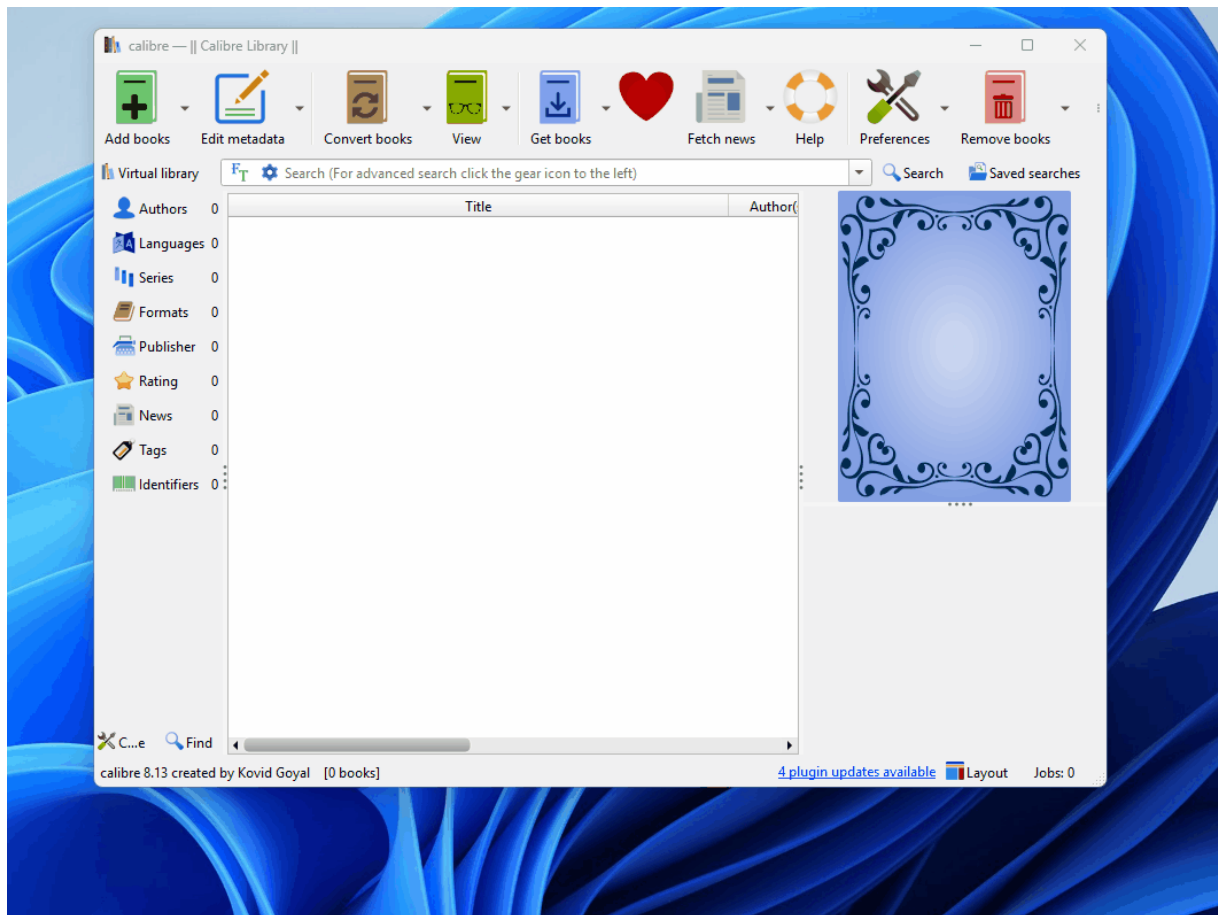 calibre — || Calibre Library ||
Add books Edit metadata Convert books View Get books Fetch news Help Preferences Remove books
Virtual library Search (For advanced search click the gear icon to the left) Search Saved searches
Authors 0
Languages 0
Series 0
Formats 0
Publisher 0
Rating 0
News 0
Tags 0
Identifiers 0
Title Author(
C...e Find
calibre 8.13 created by Kovid Goyal [0 books] 4 plugin updates available Layout Jobs: 0